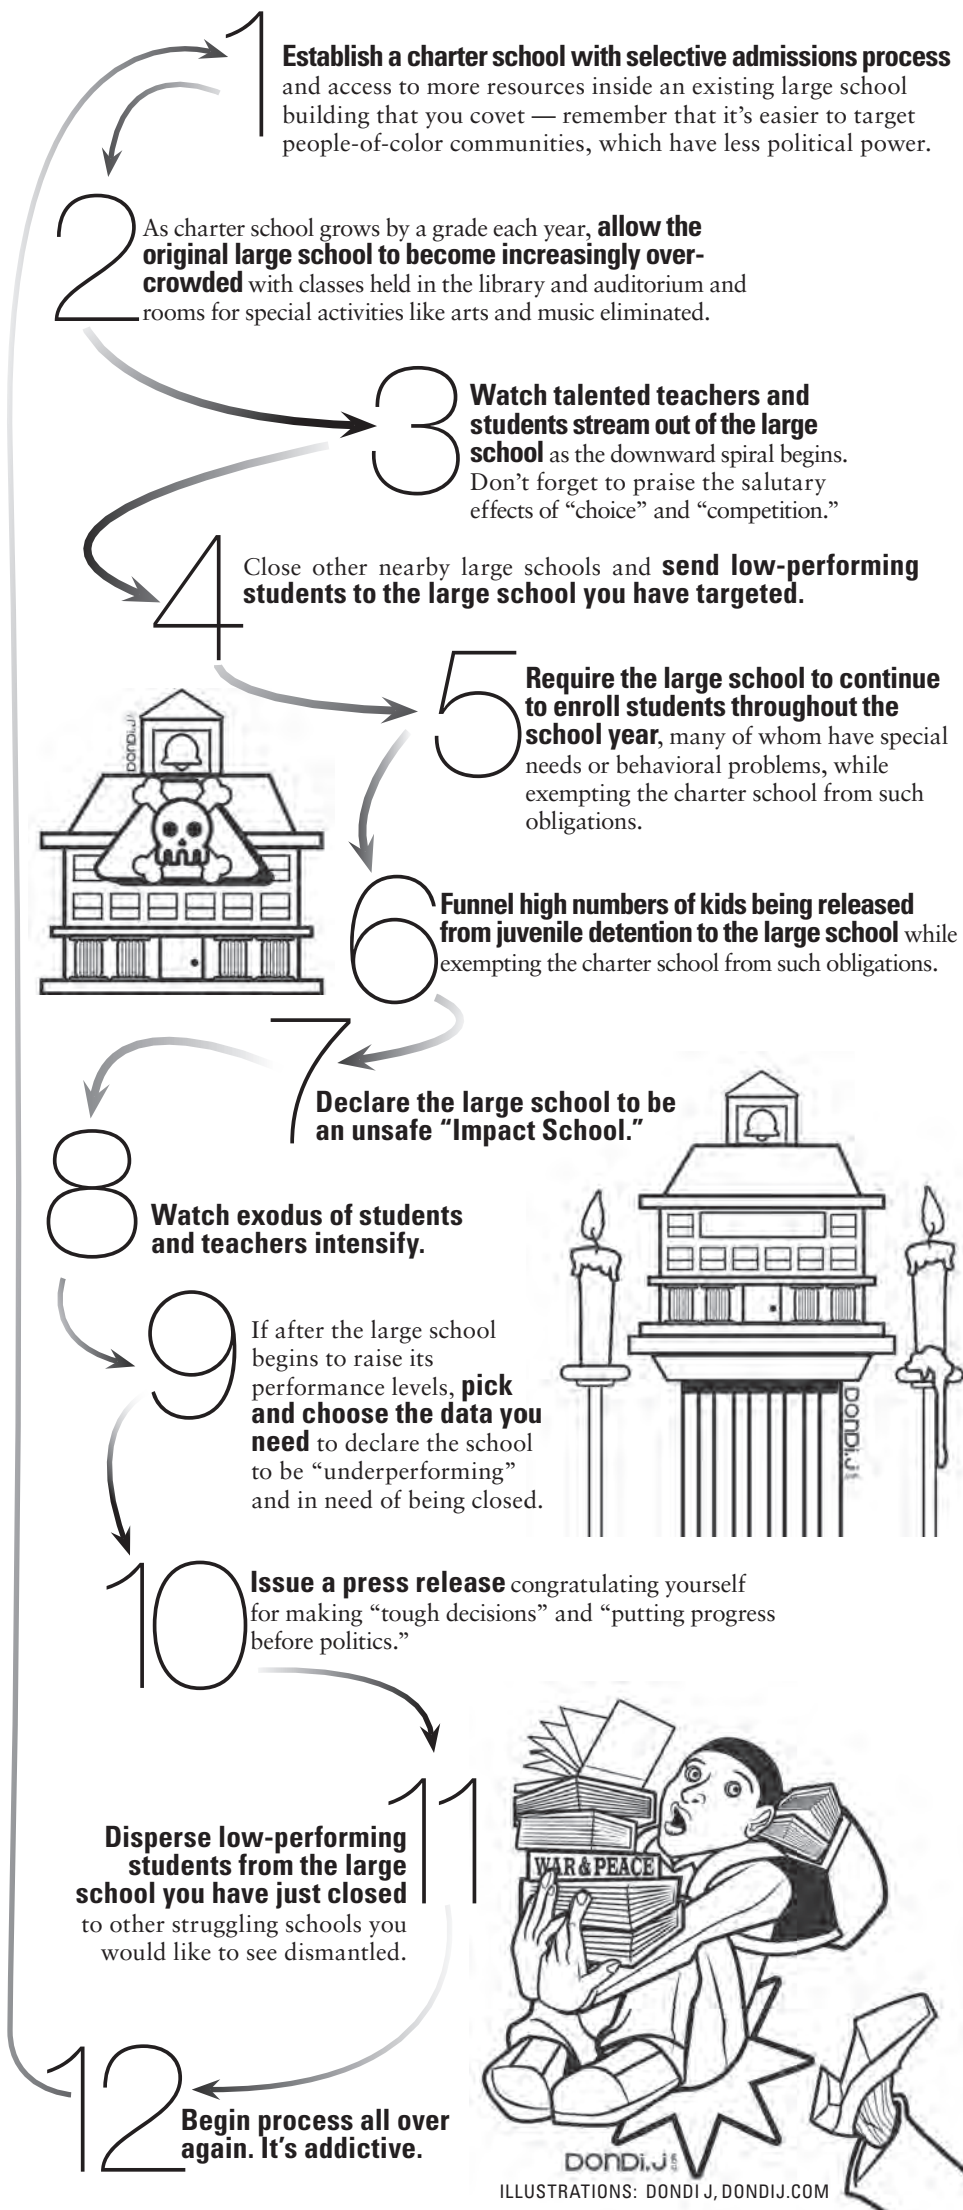 1
Establish a charter school with selective admissions process
and access to more resources inside an existing large school
building that you covet — remember that it’s easier to target
people-of-color communities, which have less political power.
2
As charter school grows by a grade each year, allow the
original large school to become increasingly over-
crowded with classes held in the library and auditorium and
rooms for special activities like arts and music eliminated.
3
Watch talented teachers and
students stream out of the large
school as the downward spiral begins.
Don’t forget to praise the salutary
effects of “choice” and “competition.”
4
Close other nearby large schools and send low-performing
students to the large school you have targeted.
5
Require the large school to continue
to enroll students throughout the
school year, many of whom have special
needs or behavioral problems, while
exempting the charter school from such
obligations.
DONDI.J
6
Funnel high numbers of kids being released
from juvenile detention to the large school while
exempting the charter school from such obligations.
7
Declare the large school to be
an unsafe “Impact School.”
8
Watch exodus of students
and teachers intensify.
9
If after the large school
begins to raise its
performance levels, pick
and choose the data you
need to declare the school
to be “underperforming”
and in need of being closed.
DONDI.J
10
Issue a press release congratulating yourself
for making “tough decisions” and “putting progress
before politics.”
11
Disperse low-performing
students from the large
school you have just closed
to other struggling schools you
would like to see dismantled.
WAR & PEACE
12
Begin process all over
again. It’s addictive.
DONDI.J
ILLUSTRATIONS: DONDI J, DONDIJ.COM